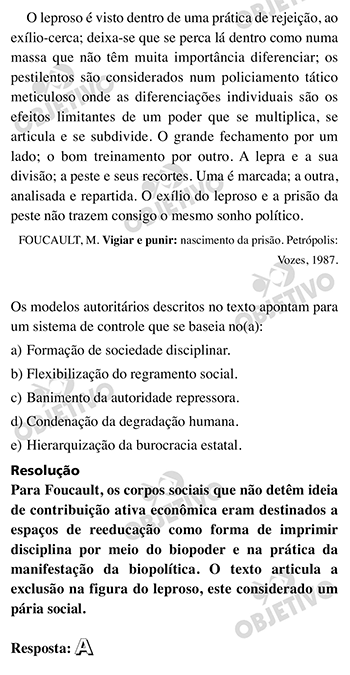 O leproso é visto dentro de uma prática de rejeição, ao
exílio-cerca; deixa-se que se perca lá dentro como numa
massa que não têm muita importância diferenciar; os
pestilentos são considerados num policiamento tático
meticuloso onde as diferenciações individuais são os
efeitos limitantes de um poder que se multiplica, se
articula e se subdivide. O grande fechamento por um
lado; o bom treinamento por outro. A lepra e a sua
divisão; a peste e seus recortes. Uma é marcada; a outra,
analisada e repartida. O exílio do leproso e a prisão da
peste não trazem consigo o mesmo sonho político.
FOUCAULT, M. Vigiar e punir: nascimento da prisão. Petrópolis:
Vozes, 1987.
Os modelos autoritários descritos no texto apontam para
um sistema de controle que se baseia no(a):
a) Formação de sociedade disciplinar.
b) Flexibilização do regramento social.
c) Banimento da autoridade repressora.
d) Condenação da degradação humana.
e) Hierarquização da burocracia estatal.
Resolução
Para Foucault, os corpos sociais que não detêm ideia
de contribuição ativa econômica eram destinados a
espaços de reeducação como forma de imprimir
disciplina por meio do biopoder e na prática da
manifestação da biopolítica. O texto articula a
exclusão na figura do leproso, este considerado um
pária social.
Resposta: A
OBJETIVO
OBJETIVO
OBJETIVO
OBJETIVO
OBJETIVO
OBJETIVO
OBJETIVO